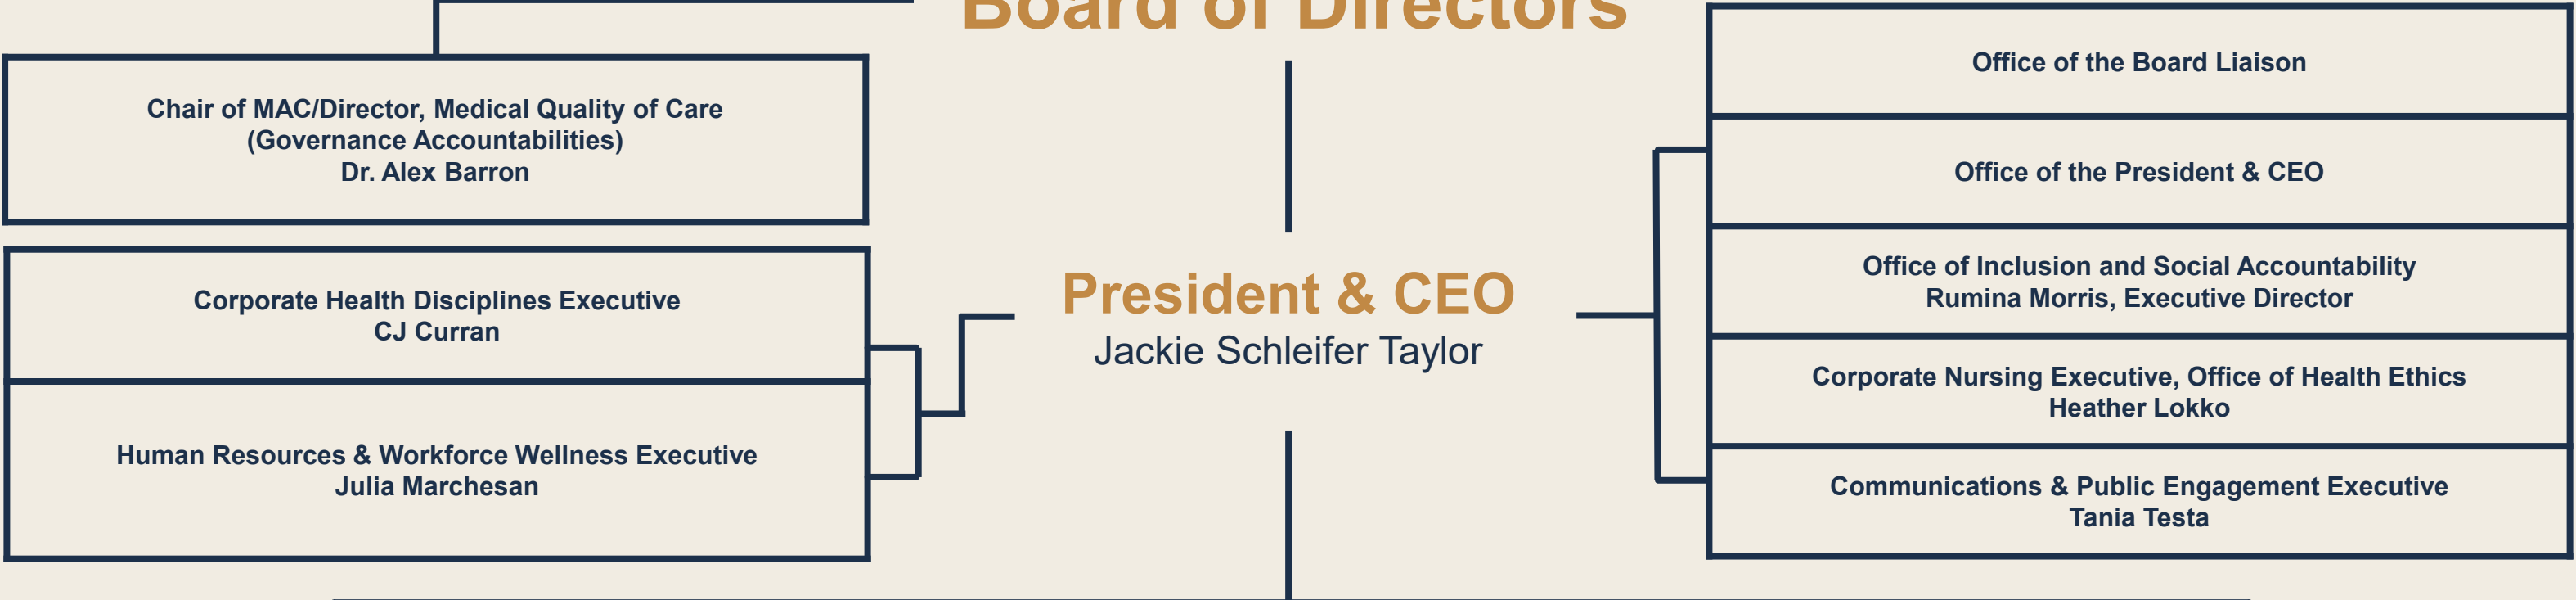 Board of Directors
Chair of MAC/Director, Medical Quality of Care
(Governance Accountabilities)
Dr. Alex Barron
Corporate Health Disciplines Executive
CJ Curran
Human Resources & Workforce Wellness Executive
Julia Marchesan
President & CEO
Jackie Schleifer Taylor
Office of the Board Liaison
Office of the President & CEO
Office of Inclusion and Social Accountability
Rumina Morris, Executive Director
Corporate Nursing Executive, Office of Health Ethics
Heather Lokko
Communications & Public Engagement Executive
Tania Testa